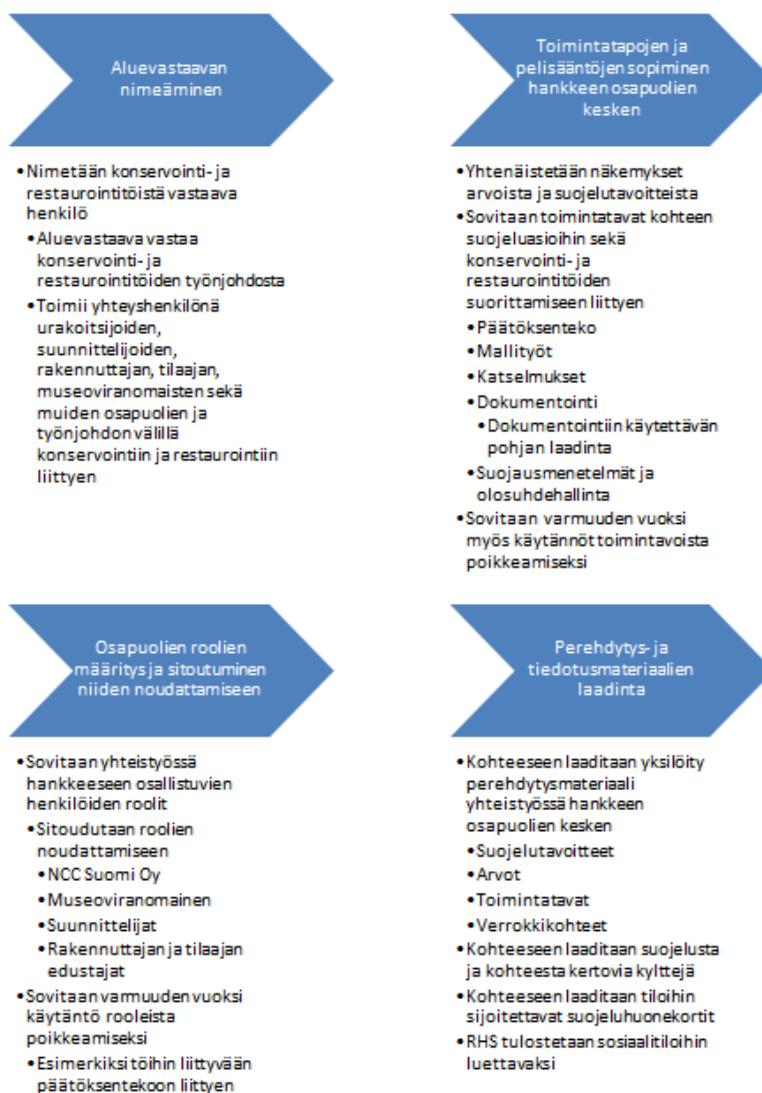 Aluevastaavan
nimeäminen
•Nimetään konservointi- ja
restaurointitöistä vastaava
henkilö
•Aluevastaava vastaa
konservointi- ja
restaurointitöiden työnjohdosta
•Toimii yhteyshenkilönä
urakoitsijoiden,
suunnittelijoiden,
rakennuttajan, tilaajan,
museoviranomaisten sekä
muiden osapuolien ja
työnjohdon välillä
konservointiin ja restaurointiin
liittyen
Toimintatapojen ja
pelisääntöjen sopiminen
hankkeen osapuolien
kesken
•Yhtenäistetään näkemykset
arvoista ja suojelutavoitteista
•Sovitaan toimintatavat kohteen
suojeluasioihin sekä
konservointi- ja
restaurointitöiden
suorittamiseen liittyen
•Päätöksenteko
•Mallityöt
•Katselmukset
•Dokumentointi
•Dokumentointiin käytettävän
pohjan laadinta
•Suojausmenetelmät ja
olosuhdehallinta
•Sovitaan varmuuden vuoksi
myös käytännöt toimintavoista
poikkeamiseksi
Osapuolien roolien
määritys ja sitoutuminen
niiden noudattamiseen
•Sovitaan yhteistyössä
hankkeeseen osallistuvien
henkilöiden roolit
•Sitoudutaan roolien
noudattamiseen
•NCC Suomi Oy
•Museoviranomainen
•Suunnittelijat
•Rakennuttajan ja tilaajan
edustajat
•Sovitaan varmuuden vuoksi
käytäntö rooleista
poikkeamiseksi
•Esimerkiksi töihin liittyvään
päätöksentekoon liittyen
Perehdytys- ja
tiedotusmateriaalien
laadinta
•Kohteeseen laaditaan yksilöity
perehdytysmateriaali
yhteistyössä hankkeen
osapuolien kesken
•Suojelutavoitteet
•Arvot
•Toimintatavat
•Verrokkikohteet
•Kohteeseen laaditaan suojelusta
ja kohteesta kertovia kylttejä
•Kohteeseen laaditaan tiloihin
sijoitettavat suojeluhuonekortit
•RHS tulostetaan sosiaalitiloihin
luettavaksi